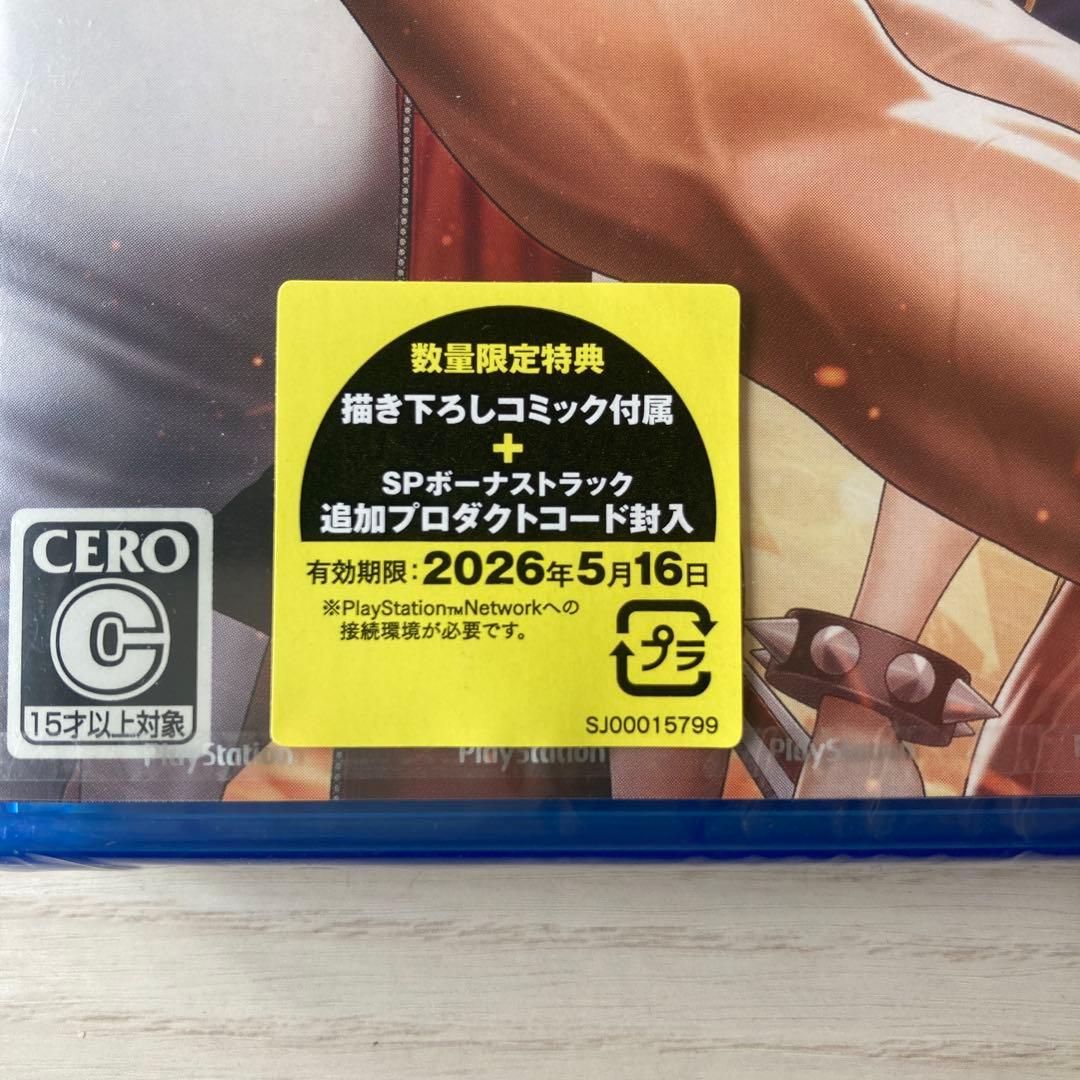 数量限定特典
描き下ろしコミック付属
+
SPボーナストラック
追加プロダクトコード封入
有効期限：2026年5月16日
※PlayStation™Networkへの
接続環境が必要です。
プラ
SJ00015799
CERO
C
15才以上対象
PlayStation PlayStation PlayStation